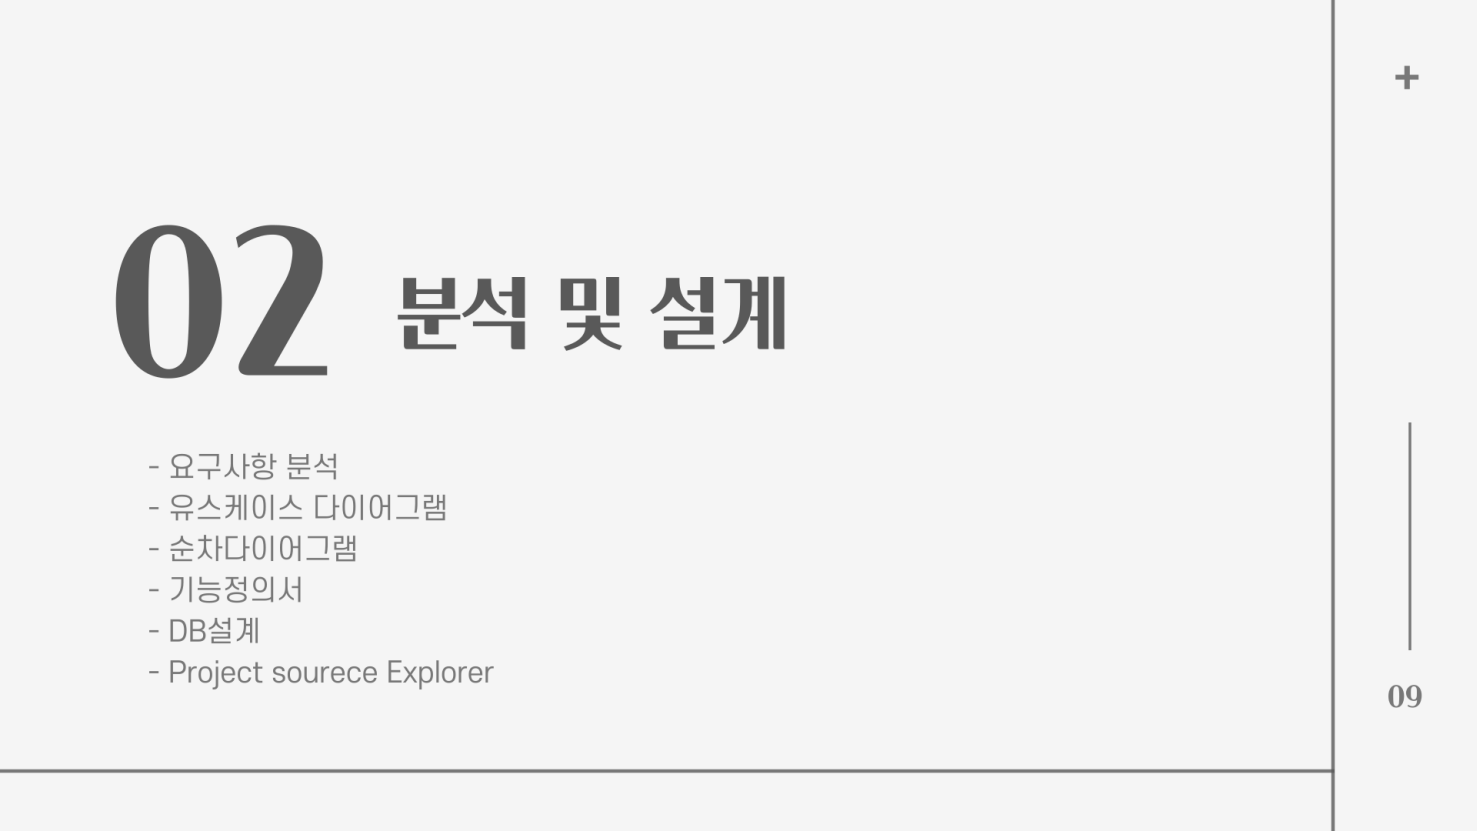 +
02 분석 및 설계
- 요구사항 분석
- 유스케이스 다이어그램
- 순차다이어그램
- 기능정의서
- DB설계
- Project sourece Explorer
09